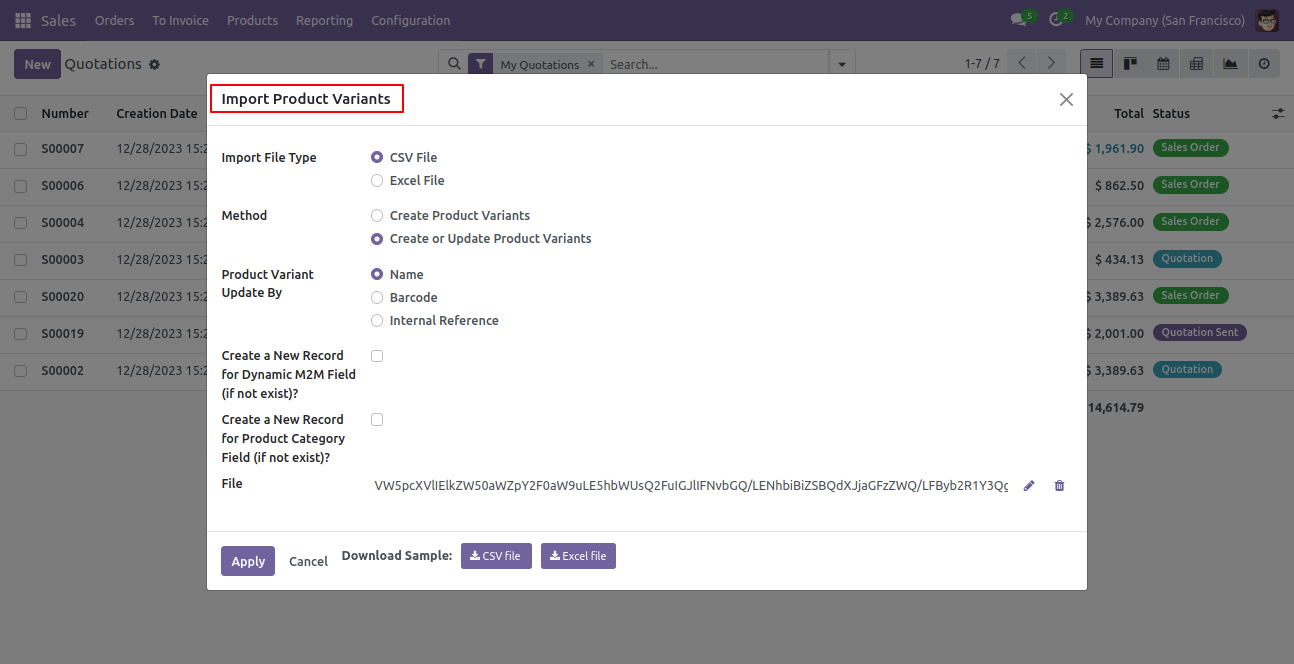 Sales Orders To Invoice Products Reporting Configuration 5 2 My Company (San Francisco)
New Quotations My Quotations × Search... 1-7 / 7
Import Product Variants
Number Creation Date Total Status
Import File Type CSV File
Excel File
S00007 12/28/2023 15:2 $ 1,961.90 Sales Order
S00006 12/28/2023 15:2 $ 862.50 Sales Order
Method Create Product Variants
S00004 12/28/2023 15:2 $ 2,576.00 Sales Order
Create or Update Product Variants
S00003 12/28/2023 15:2 $ 434.13 Quotation
Product Variant
Update By
Name
Barcode
Internal Reference
S00020 12/28/2023 15:2 $ 3,389.63 Sales Order
S00019 12/28/2023 15:2 $ 2,001.00 Quotation Sent
S00002 12/28/2023 15:2 $ 3,389.63 Quotation
14,614.79
Create a New Record
for Dynamic M2M Field
(if not exist)?
Create a New Record
for Product Category
Field (if not exist)?
File
Apply Cancel Download Sample: CSV file Excel file